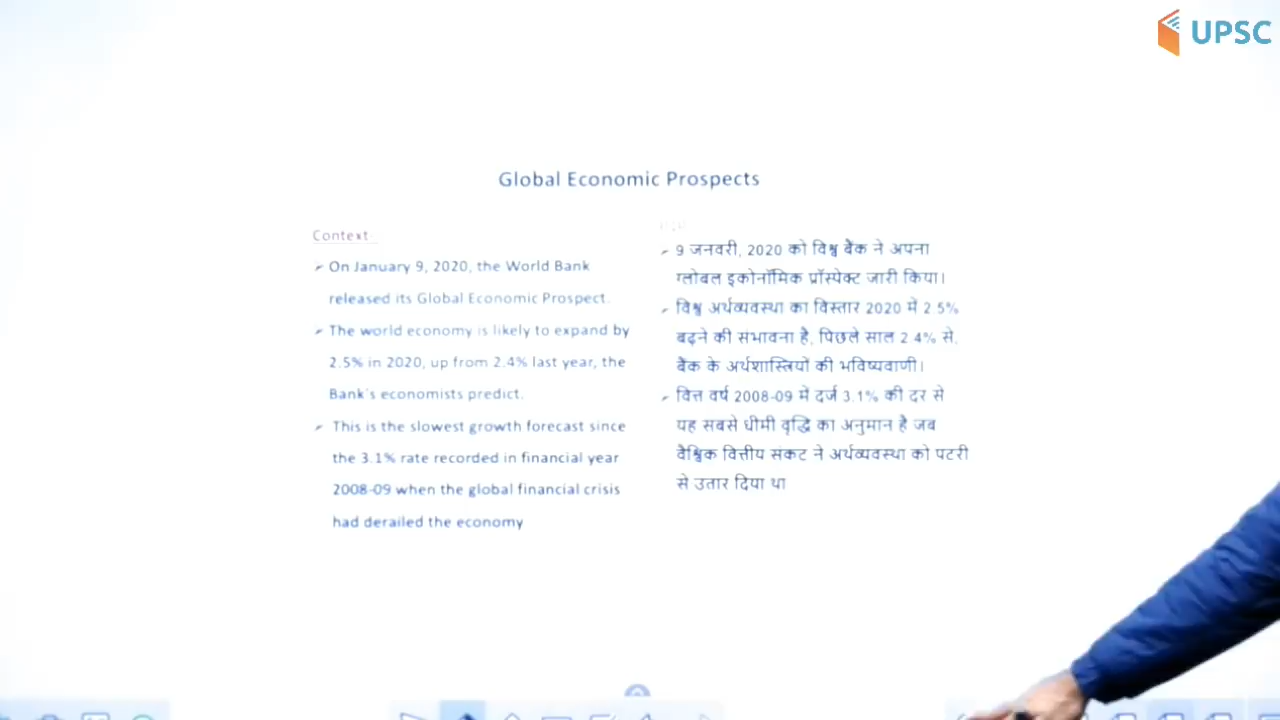 UPSC
Global Economic Prospects
Context
On January 9, 2020, the World Bank
released its Global Economic Prospect.
The world economy is likely to expand by
2.5% in 2020, up from 2.4% last year, the
Bank's economists predict.
This is the slowest growth forecast since
the 3.1% rate recorded in financial year
2008-09 when the global financial crisis
had derailed the economy
9 जनवरी, 2020 को विश्व बैंक ने अपना
ग्लोबल इकोनॉमिक प्रॉस्पेक्ट जारी किया।
विश्व अर्थव्यवस्था का विस्तार 2020 में 2.5%
बढ़ने की संभावना है, पिछले साल 2.4% से,
बैंक के अर्थशास्त्रियों की भविष्यवाणी।
वित्त वर्ष 2008-09 में दर्ज 3.1% की दर से
यह सबसे धीमी वृद्धि का अनुमान है जब
वैश्विक वित्तीय संकट ने अर्थव्यवस्था को पटरी
से उतार दिया था